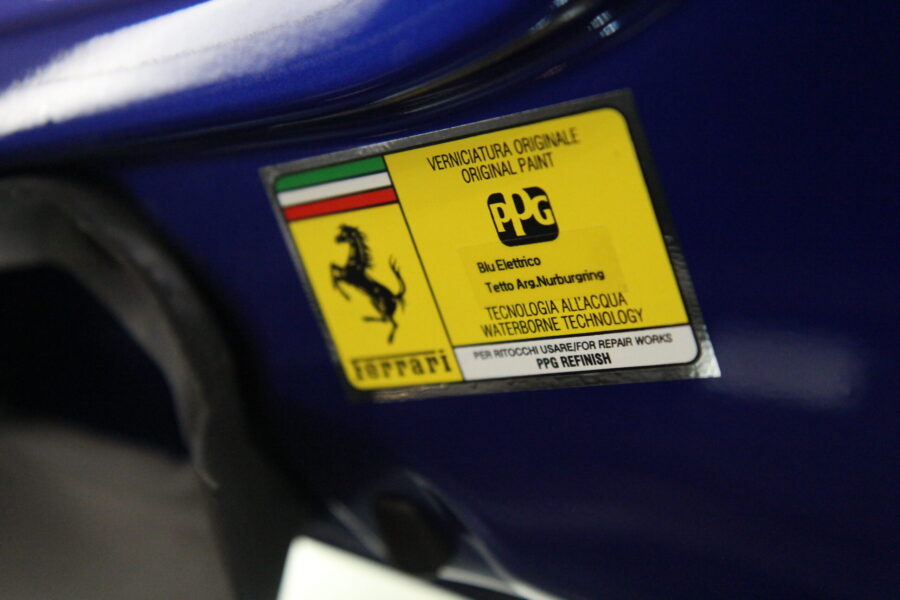 VERNICIATURA ORIGINALE
ORIGINAL PAINT
PPG
Blu Elettrico
Tetto Arg.Nurburgring
TECNOLOGIA ALL'ACQUA
WATERBORNE TECHNOLOGY
Ferrari
PER RITOCCHI USARE/FOR REPAIR WORKS
PPG REFINISH